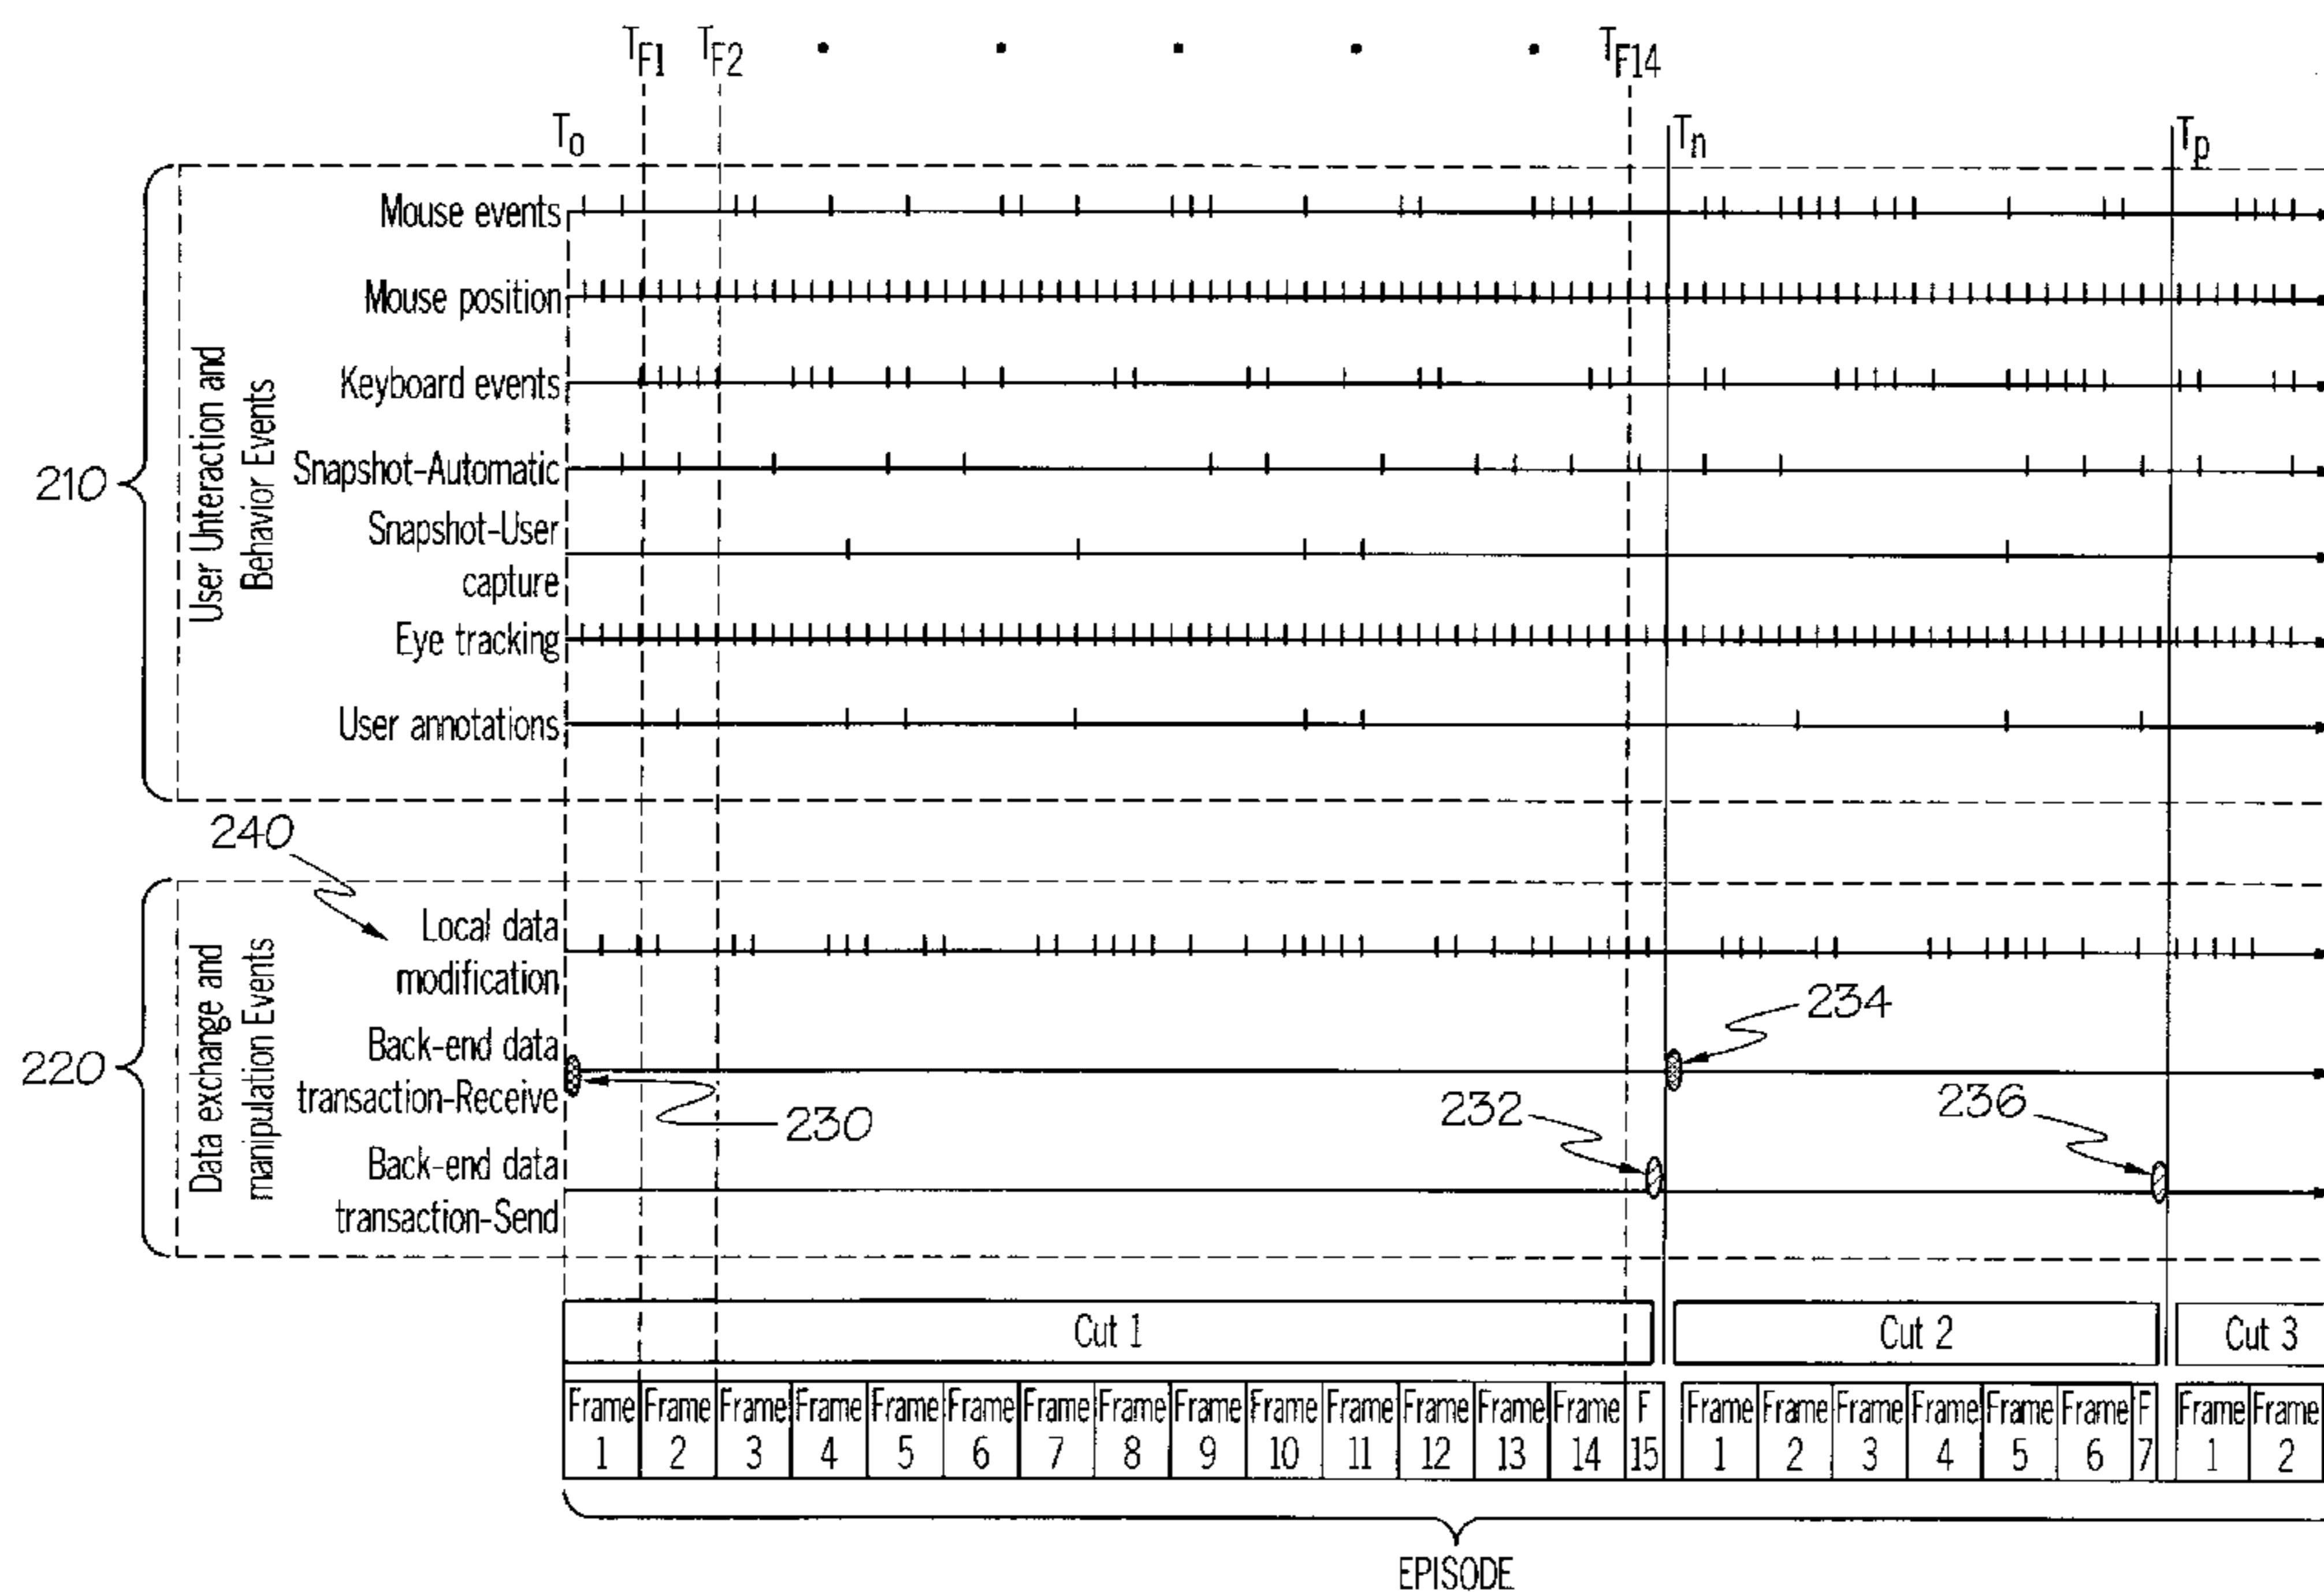 TF1 TF2 TF14
To Tn Tp
Mouse events
Mouse position
Keyboard events
Snapshot-Automatic
Snapshot-User
capture
Eye tracking
User annotations
User Unteraction and
Behavior Events
210
240
Local data
modification
Back-end data
transaction-Receive
Back-end data
transaction-Send
Data exchange and
manipulation Events
220
230
232
234
236
Cut 1 Cut 2 Cut 3
Frame Frame Frame Frame Frame Frame Frame Frame Frame Frame Frame Frame Frame Frame F Frame Frame Frame Frame Frame Frame F Frame Frame
1 2 3 4 5 6 7 8 9 10 11 12 13 14 15 1 2 3 4 5 6 7 1 2
EPISODE